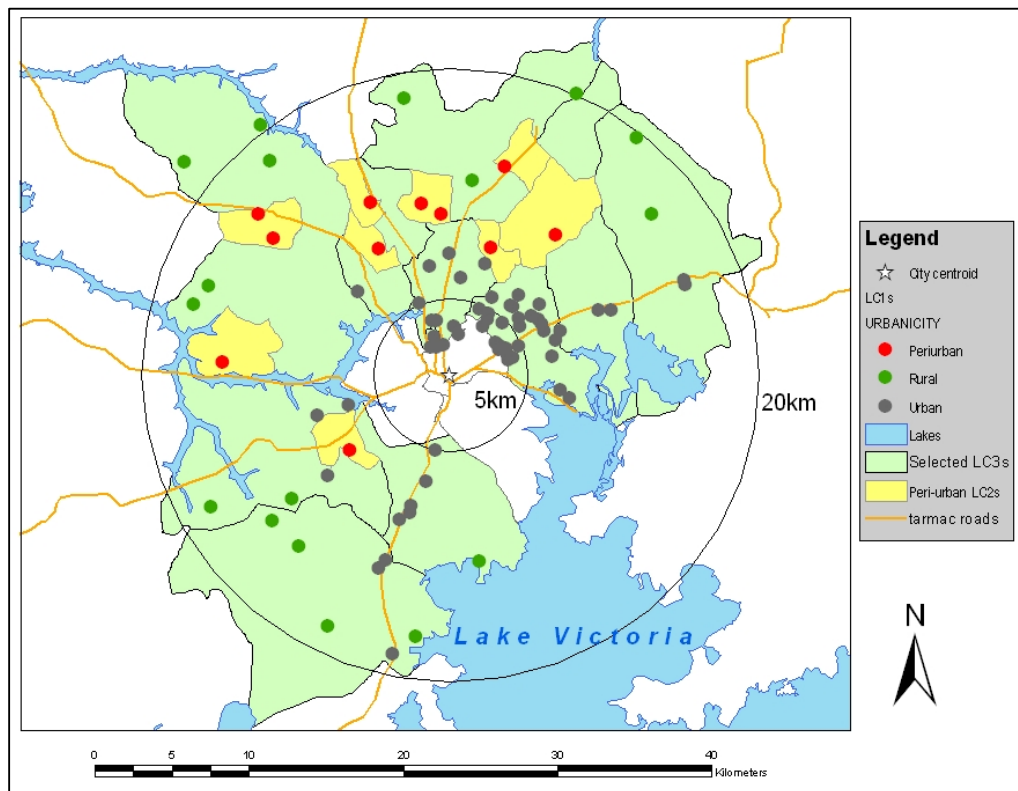 5km
20km
Lake Victoria
Legend
City centroid
LC1s
URBANICITY
Periurban
Rural
Urban
Lakes
Selected LC3s
Peri-urban LC2s
tarmac roads
N
0 5 10 20 30 40
Kilometers